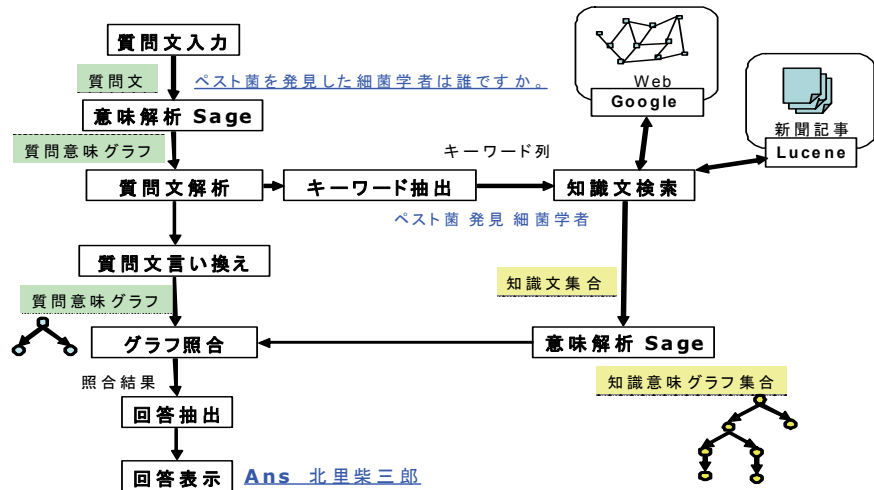 質問文入力
質問文
ペスト菌を発見した細菌学者は誰ですか。
意味解析 Sage
質問意味グラフ
Web
Google
新聞記事
Lucene
キーワード列
質問文解析
キーワード抽出
知識文検索
ペスト菌 発見 細菌学者
質問文言い換え
知識文集合
質問意味グラフ
グラフ照合
意味解析 Sage
照合結果
知識意味グラフ集合
回答抽出
回答表示
Ans 北里柴三郎